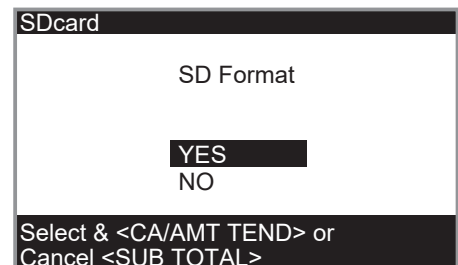 SDcard
SD Format
YES
NO
Select & <CA/AMT TEND> or
Cancel <SUB TOTAL>